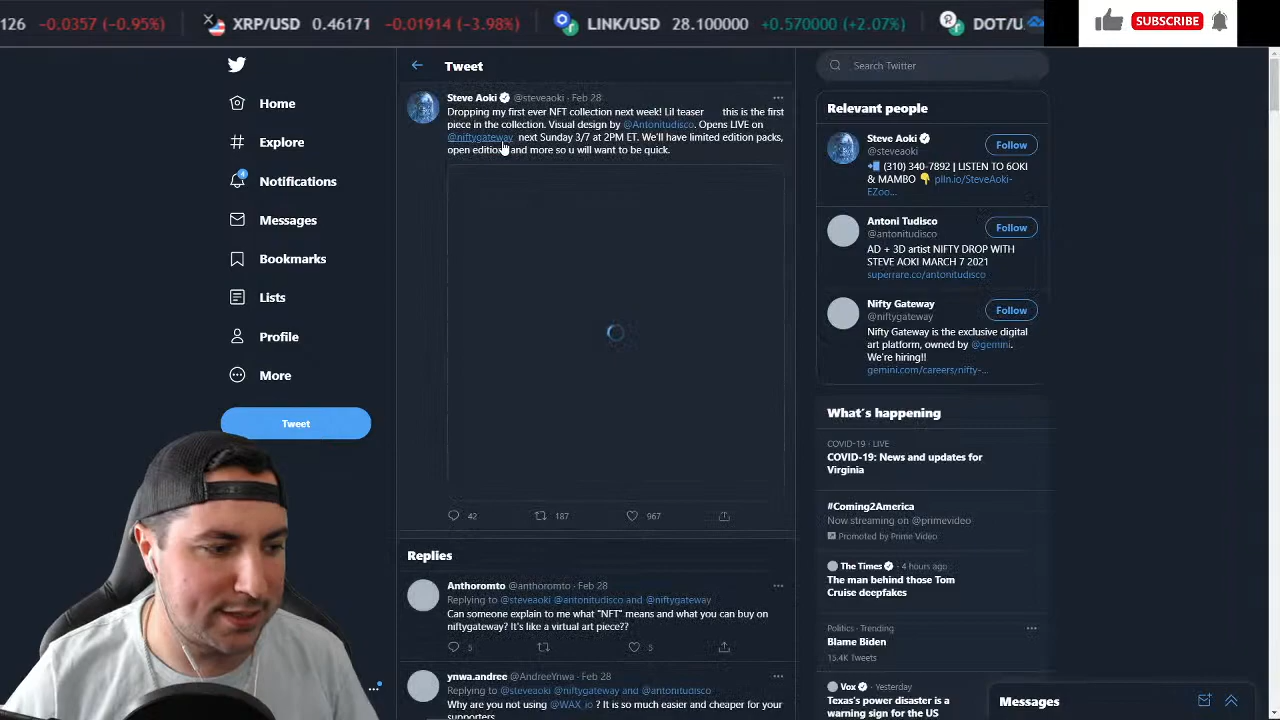 126 -0.0357 (-0.95%) XRP/USD 0.46171 -0.01914 (-3.98%) LINK/USD 28.100000 +0.570000 (+2.07%) DOT/U
SUBSCRIBE
Home
Explore
4
Notifications
Messages
Bookmarks
Lists
Profile
More
Tweet
Tweet
Steve Aoki @steveaoki · Feb 28
Dropping my first ever NFT collection next week! Lil teaser this is the first
piece in the collection. Visual design by @Antonitudisco. Opens LIVE on
@niftygateway next Sunday 3/7 at 2PM ET. We'll have limited edition packs,
open edition and more so u will want to be quick.
42 187 967
Replies
Anthoromto @anthoromto · Feb 28
Replying to @steveaoki @antonitudisco and @niftygateway
Can someone explain to me what "NFT" means and what you can buy on
niftygateway? It's like a virtual art piece??
3 5
ynwa.andree @AndreeYnwa · Feb 28
Replying to @steveaoki @niftygateway and @antonitudisco
Why are you not using @WAX_io ? It is so much easier and cheaper for your
supporters
Search Twitter
Relevant people
Steve Aoki
@steveaoki
Follow
(310) 340-7892 | LISTEN TO 6OKI
& MAMBO plln.io/SteveAoki-
EZoo...
Antoni Tudisco
@antonitudisco
Follow
AD + 3D artist NIFTY DROP WITH
STEVE AOKI MARCH 7 2021
superrare.co/antonitudisco
Nifty Gateway
@niftygateway
Follow
Nifty Gateway is the exclusive digital
art platform, owned by @gemini.
We're hiring!!
gemini.com/careers/nifty-...
What's happening
COVID-19 · LIVE
COVID-19: News and updates for
Virginia
#Coming2America
Now streaming on @primevideo
Promoted by Prime Video
The Times · 4 hours ago
The man behind those Tom
Cruise deepfakes
Politics · Trending
Blame Biden
15.4K Tweets
Vox · Yesterday
Texas's power disaster is a
warning sign for the US
Messages